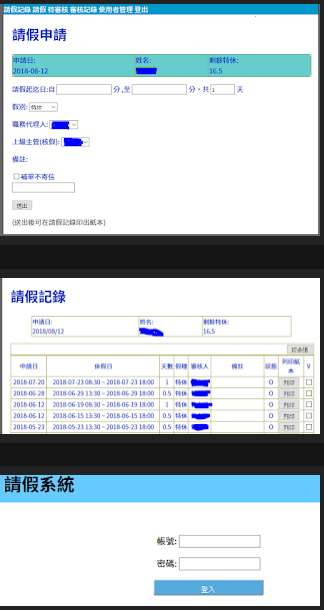 請假記錄 請假 待審核 審核記錄 使用者管理 登出
請假申請
申請日: 姓名: 剩餘特休:
2018-08-12 16.5
請假起迄日:自 分,至 分，共 1 天
假別: 特休
職務代理人:
上級主管(核假):
備註:
補單不寄信
送出
(送出後可在請假記錄印出紙本)
請假記錄
申請日: 姓名: 剩餘特休:
2018/08/12 16.5
申請日 休假日 天數 假種 審核人 備註 狀態 列印紙本 V
2018-07-20 2018-07-23 08:30 ~ 2018-07-23 18:00 1 特休 O 列印
2018-06-28 2018-06-29 13:30 ~ 2018-06-29 18:00 0.5 特休 O 列印
2018-06-12 2018-06-19 08:30 ~ 2018-06-19 18:00 1 特休 O 列印
2018-06-12 2018-06-15 13:30 ~ 2018-06-15 18:00 0.5 特休 O 列印
2018-05-23 2018-05-23 13:30 ~ 2018-05-23 18:00 0.5 特休 O 列印
請假系統
帳號:
密碼:
登入